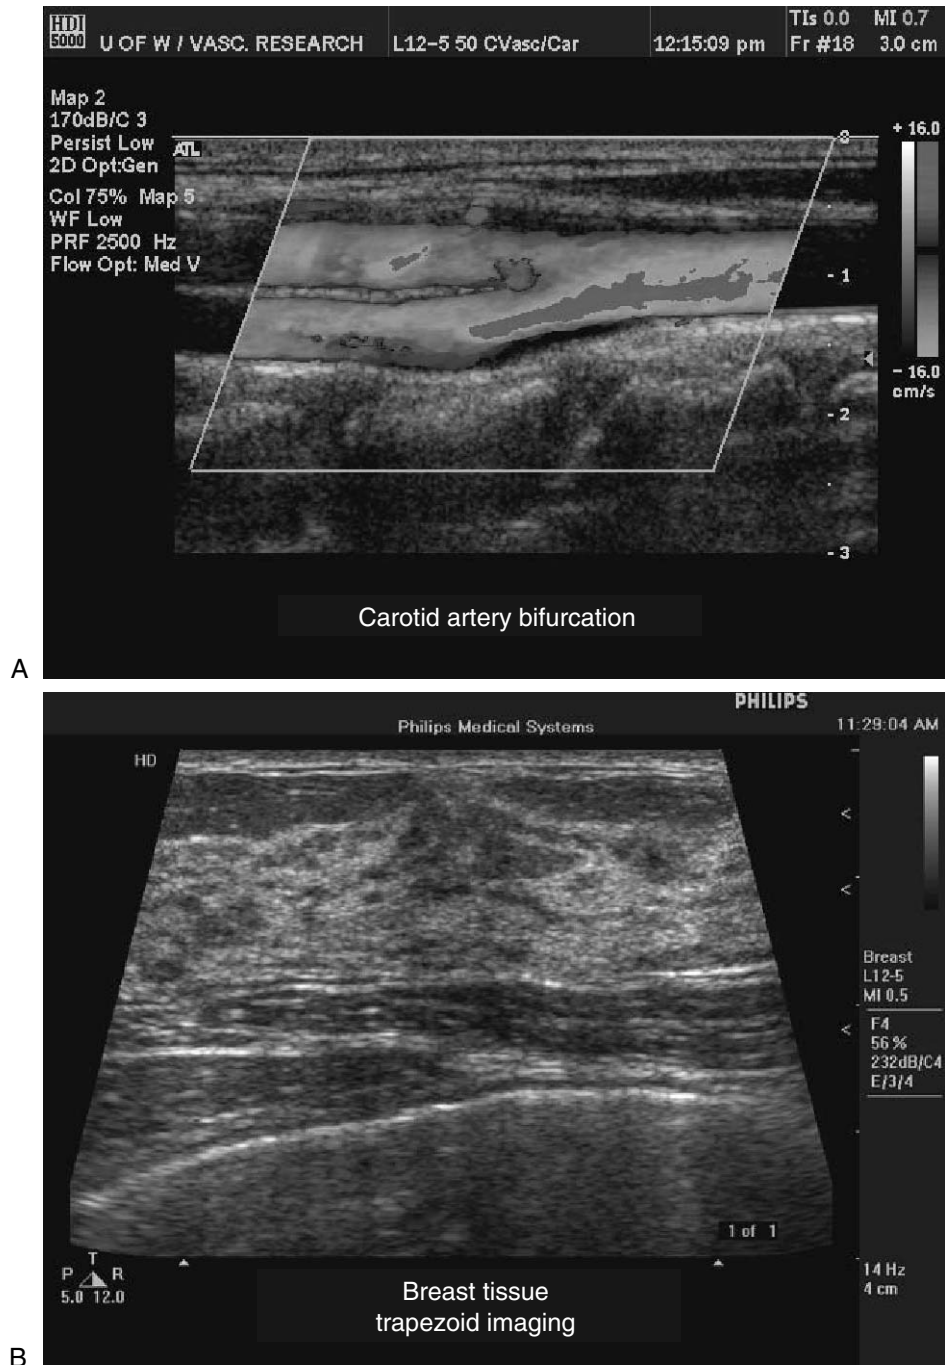 HDI
5000
U OF W / VASC. RESEARCH
L12-5 50 CVasc/Car
12:15:09 pm
TIs 0.0 MI 0.7
Fr #18 3.0 cm
Map 2
170dB/C 3
Persist Low
2D Opt:Gen
Col 75% Map 5
WF Low
PRF 2500 Hz
Flow Opt: Med V
ATL
+ 16.0
- 1
- 16.0
cm/s
- 2
- 3
Carotid artery bifurcation
A
PHILIPS
Philips Medical Systems
11:29:04 AM
HD
<
<
Breast
L12-5
MI 0.5
<
F4
56 %
232dB/C4
E/3/4
1 of 1
T
P R
5.0 12.0
14 Hz
4 cm
Breast tissue
trapezoid imaging
B